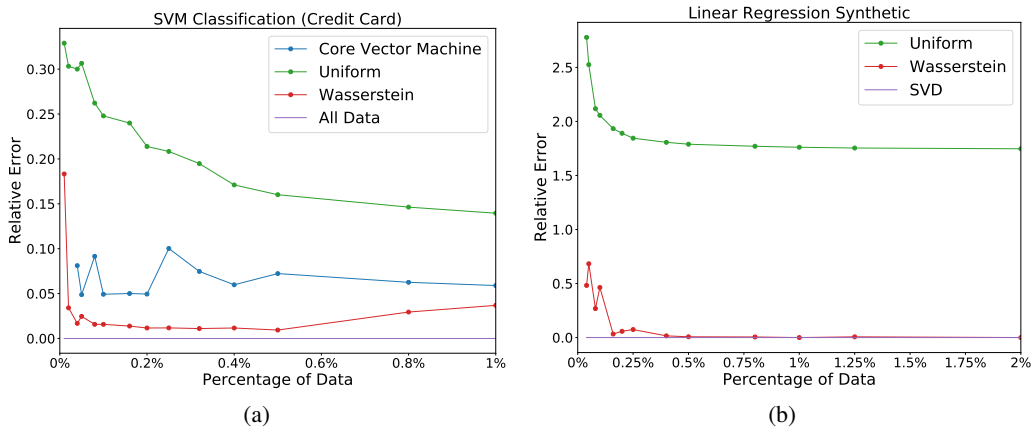 SVM Classification (Credit Card)
Relative Error
0.30
0.25
0.20
0.15
0.10
0.05
0.00
Core Vector Machine
Uniform
Wasserstein
All Data
0% 0.2% 0.4% 0.6% 0.8% 1%
Percentage of Data
(a)
Linear Regression Synthetic
Relative Error
2.5
2.0
1.5
1.0
0.5
0.0
Uniform
Wasserstein
SVD
0% 0.25% 0.5% 0.75% 1.0% 1.25% 1.5% 1.75% 2%
Percentage of Data
(b)